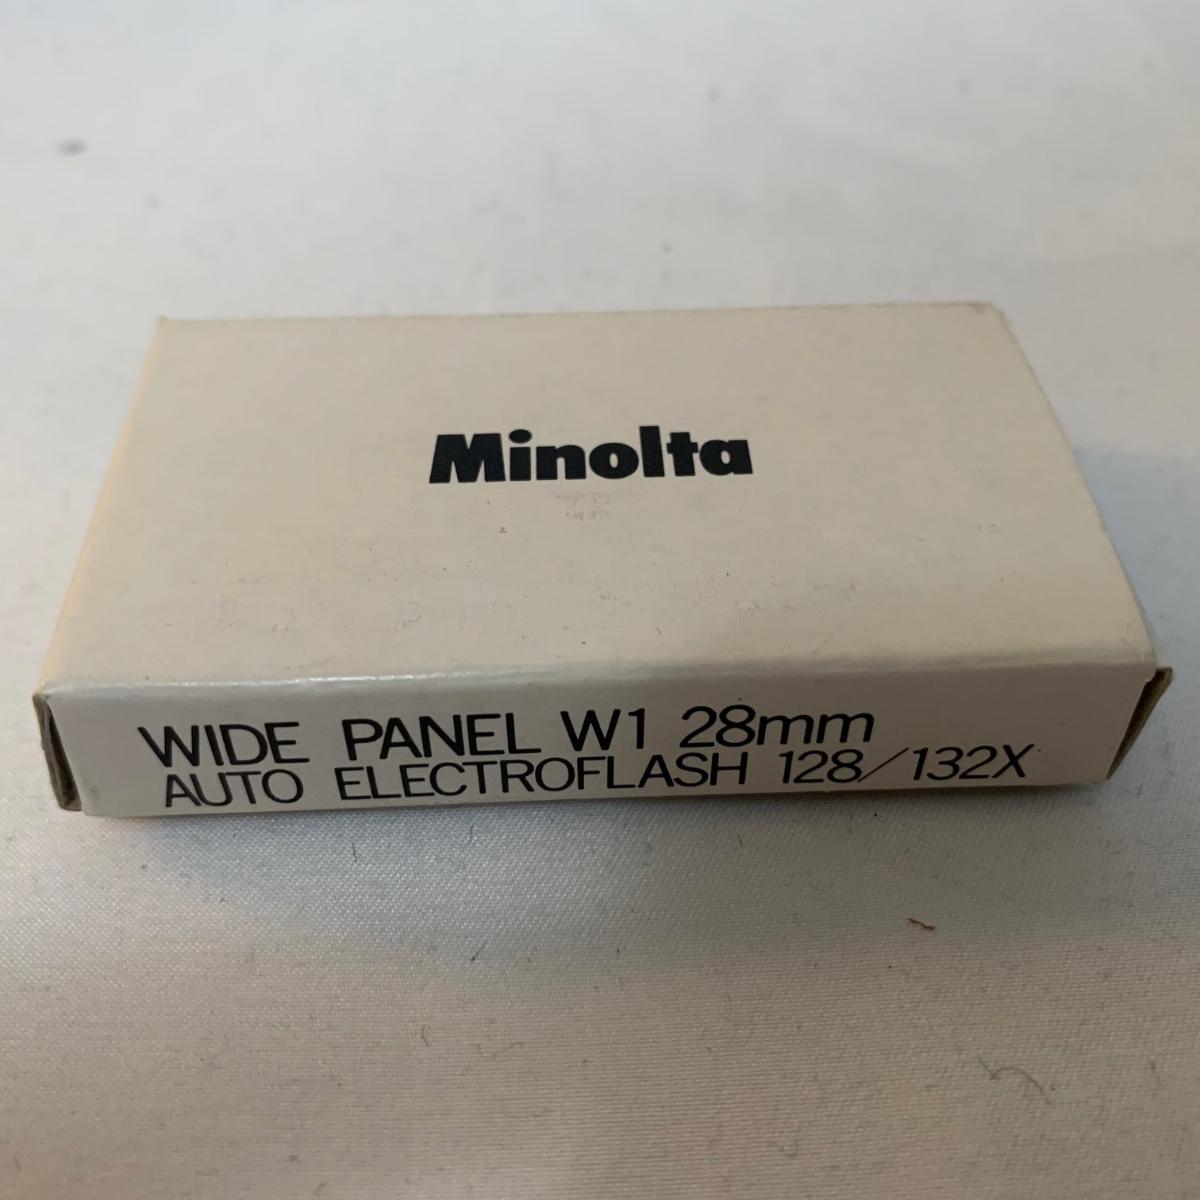 Minolta
WIDE PANEL W1 28mm
AUTO ELECTROFLASH 128/132X